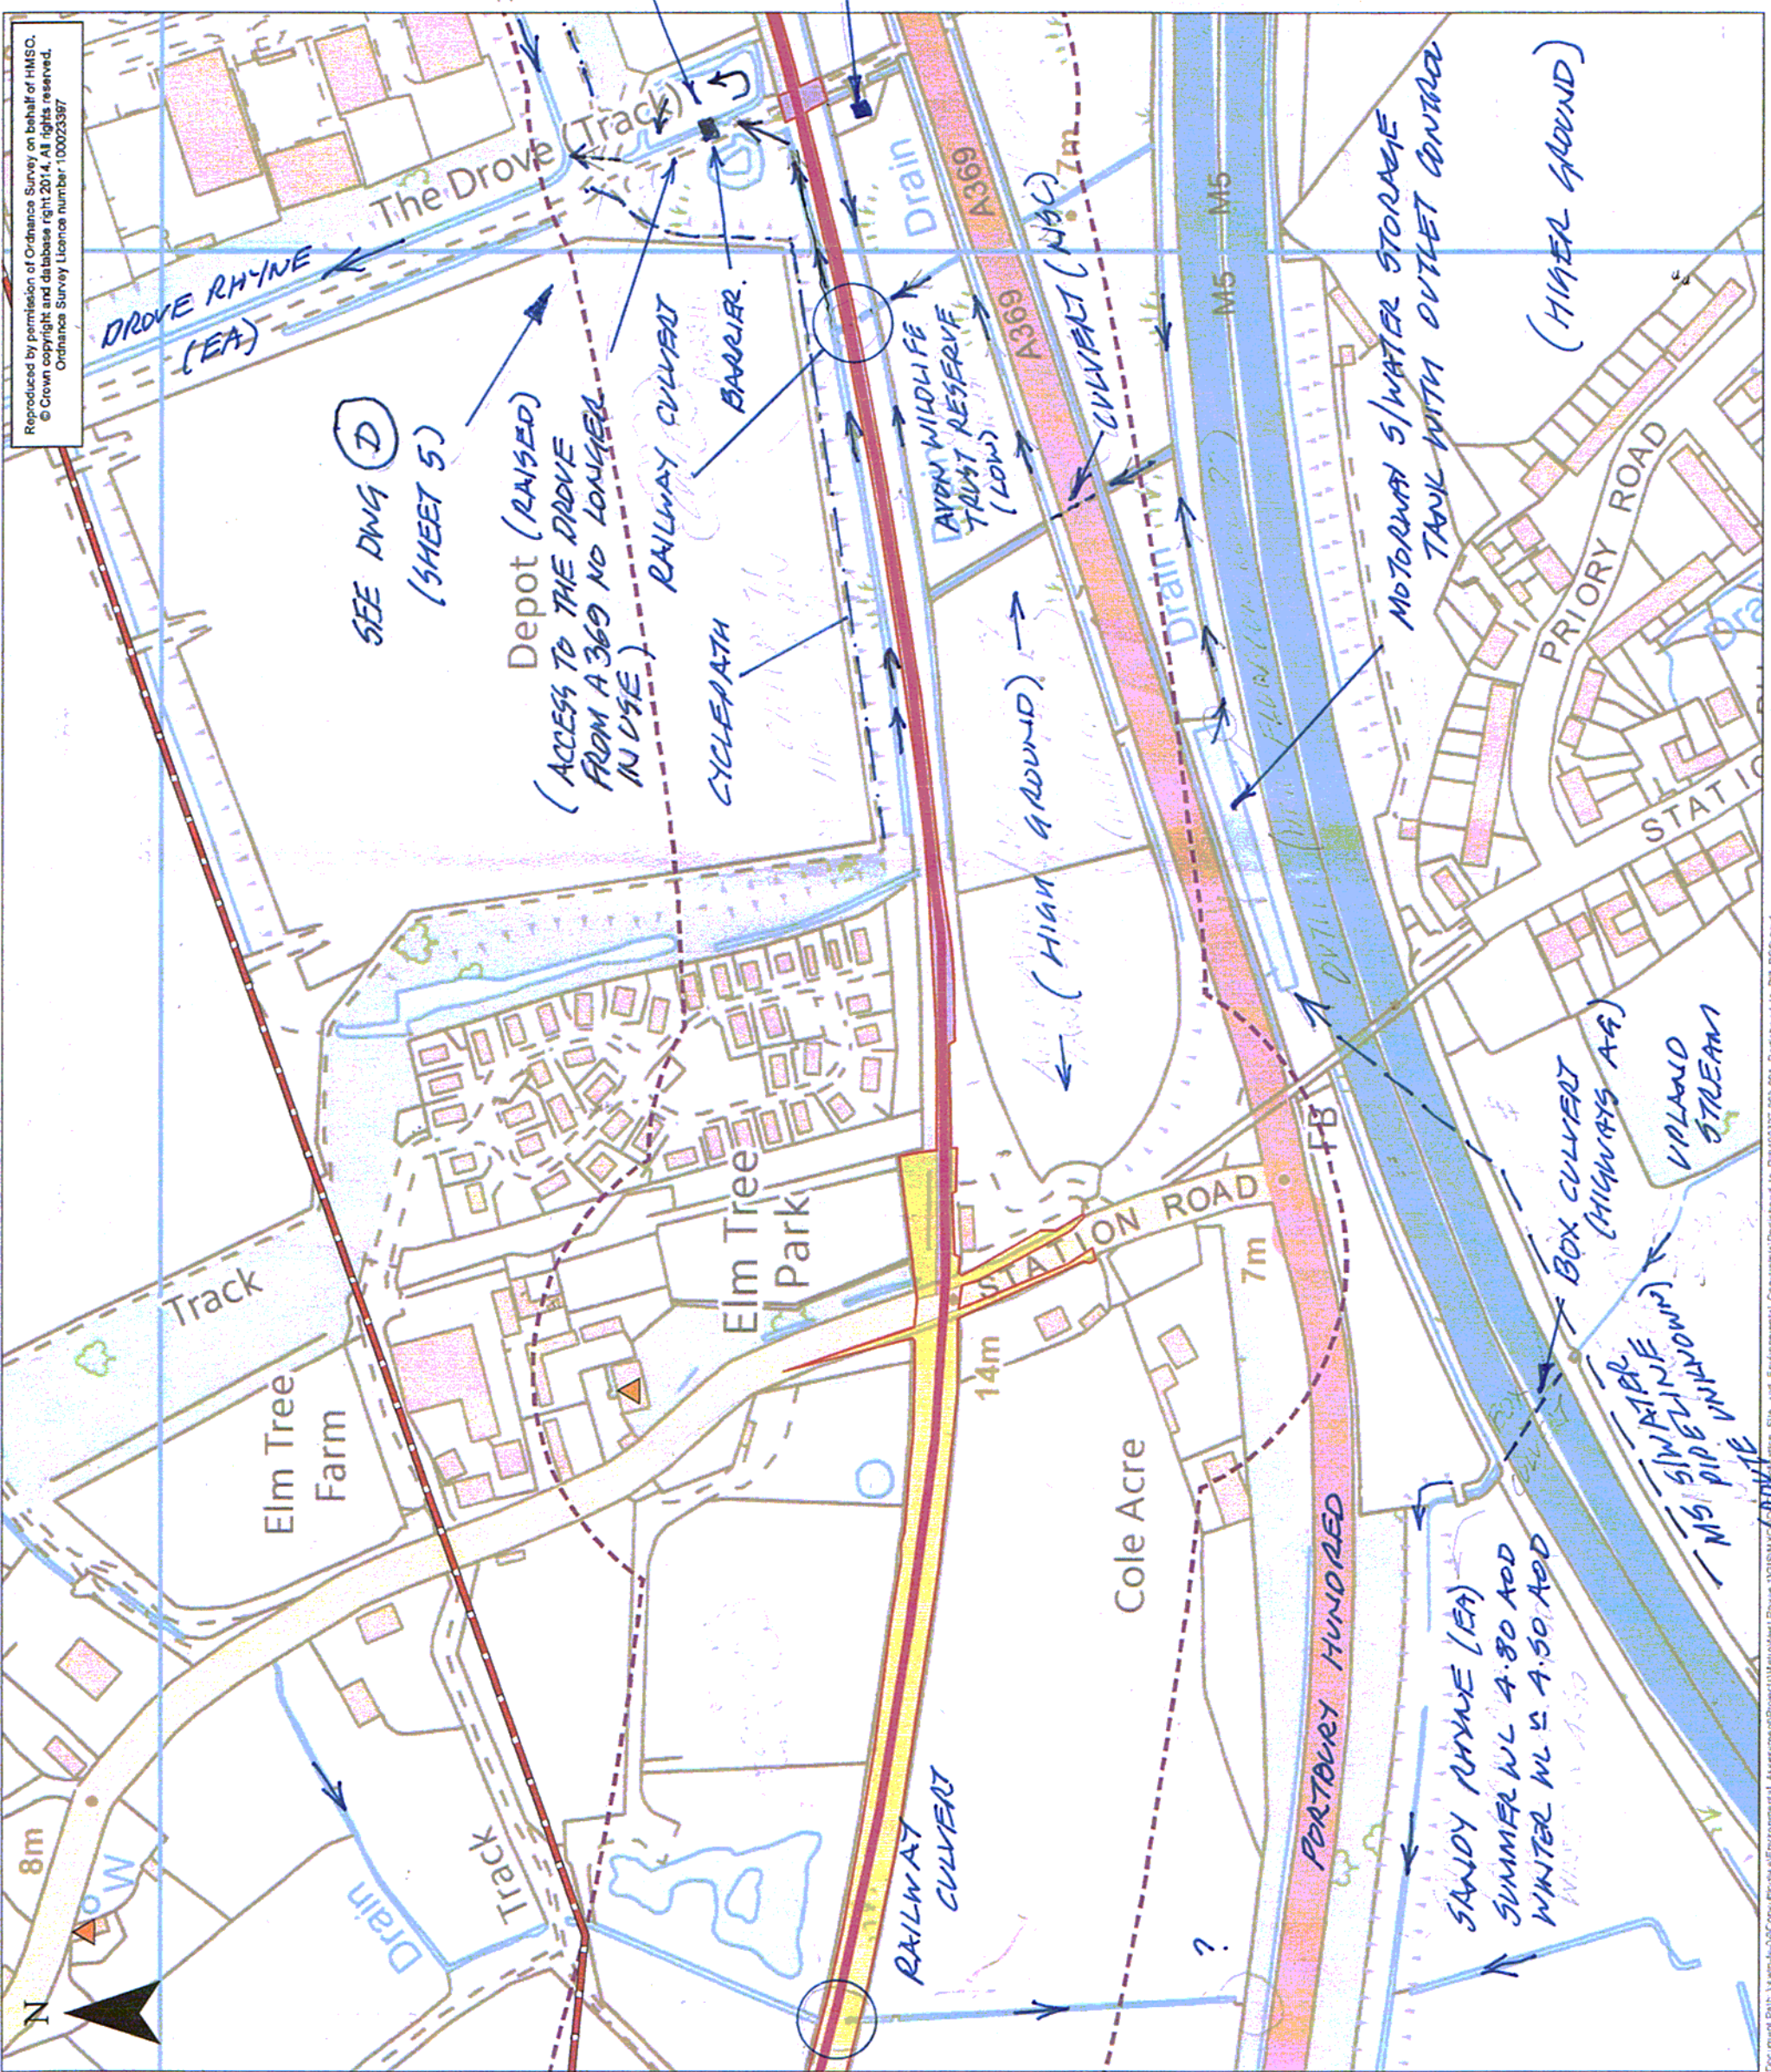 Reproduced by permission of Ordnance Survey on behalf of HMSO.
© Crown copyright and database right 2014. All rights reserved.
Ordnance Survey Licence number 100023397
N
8m
W
Drain
Track
Track
Elm Tree
Farm
Elm Tree
Park
STATION ROAD
14m
7m
Cole Acre
FB
RAILWAY
CULVERT
?
PORTBURY HUNDRED
SANDY RHYNE (EA)
SUMMER WL 4.80 AOD
WINTER WL ≌ 4.50 AOD
M5 S/WATER
PIPELINE
UNKNOWN)
BOX CULVERT
(HIGHWAYS AG)
UPLAND
STREAM
DROVE RHYNE
(EA)
The Drove
(Track)
SEE DWG D
(SHEET 5)
Depot (RAISED)
(ACCESS TO THE DROVE
FROM A369 NO LONGER
IN USE)
RAILWAY CULVERT
BARRIER.
CYCLEPATH
AVON WILDLIFE
TRUST RESERVE
(LOW)
Drain
(HIGH GROUND)
A369
A369
7m
CULVERT (NSC)
Drain
M5
M5
MOTORWAY S/WATER STORAGE
TANK WITH OUTLET CONTROL
(HIGER GROUND)
PRIORY ROAD
STATIO
Dra